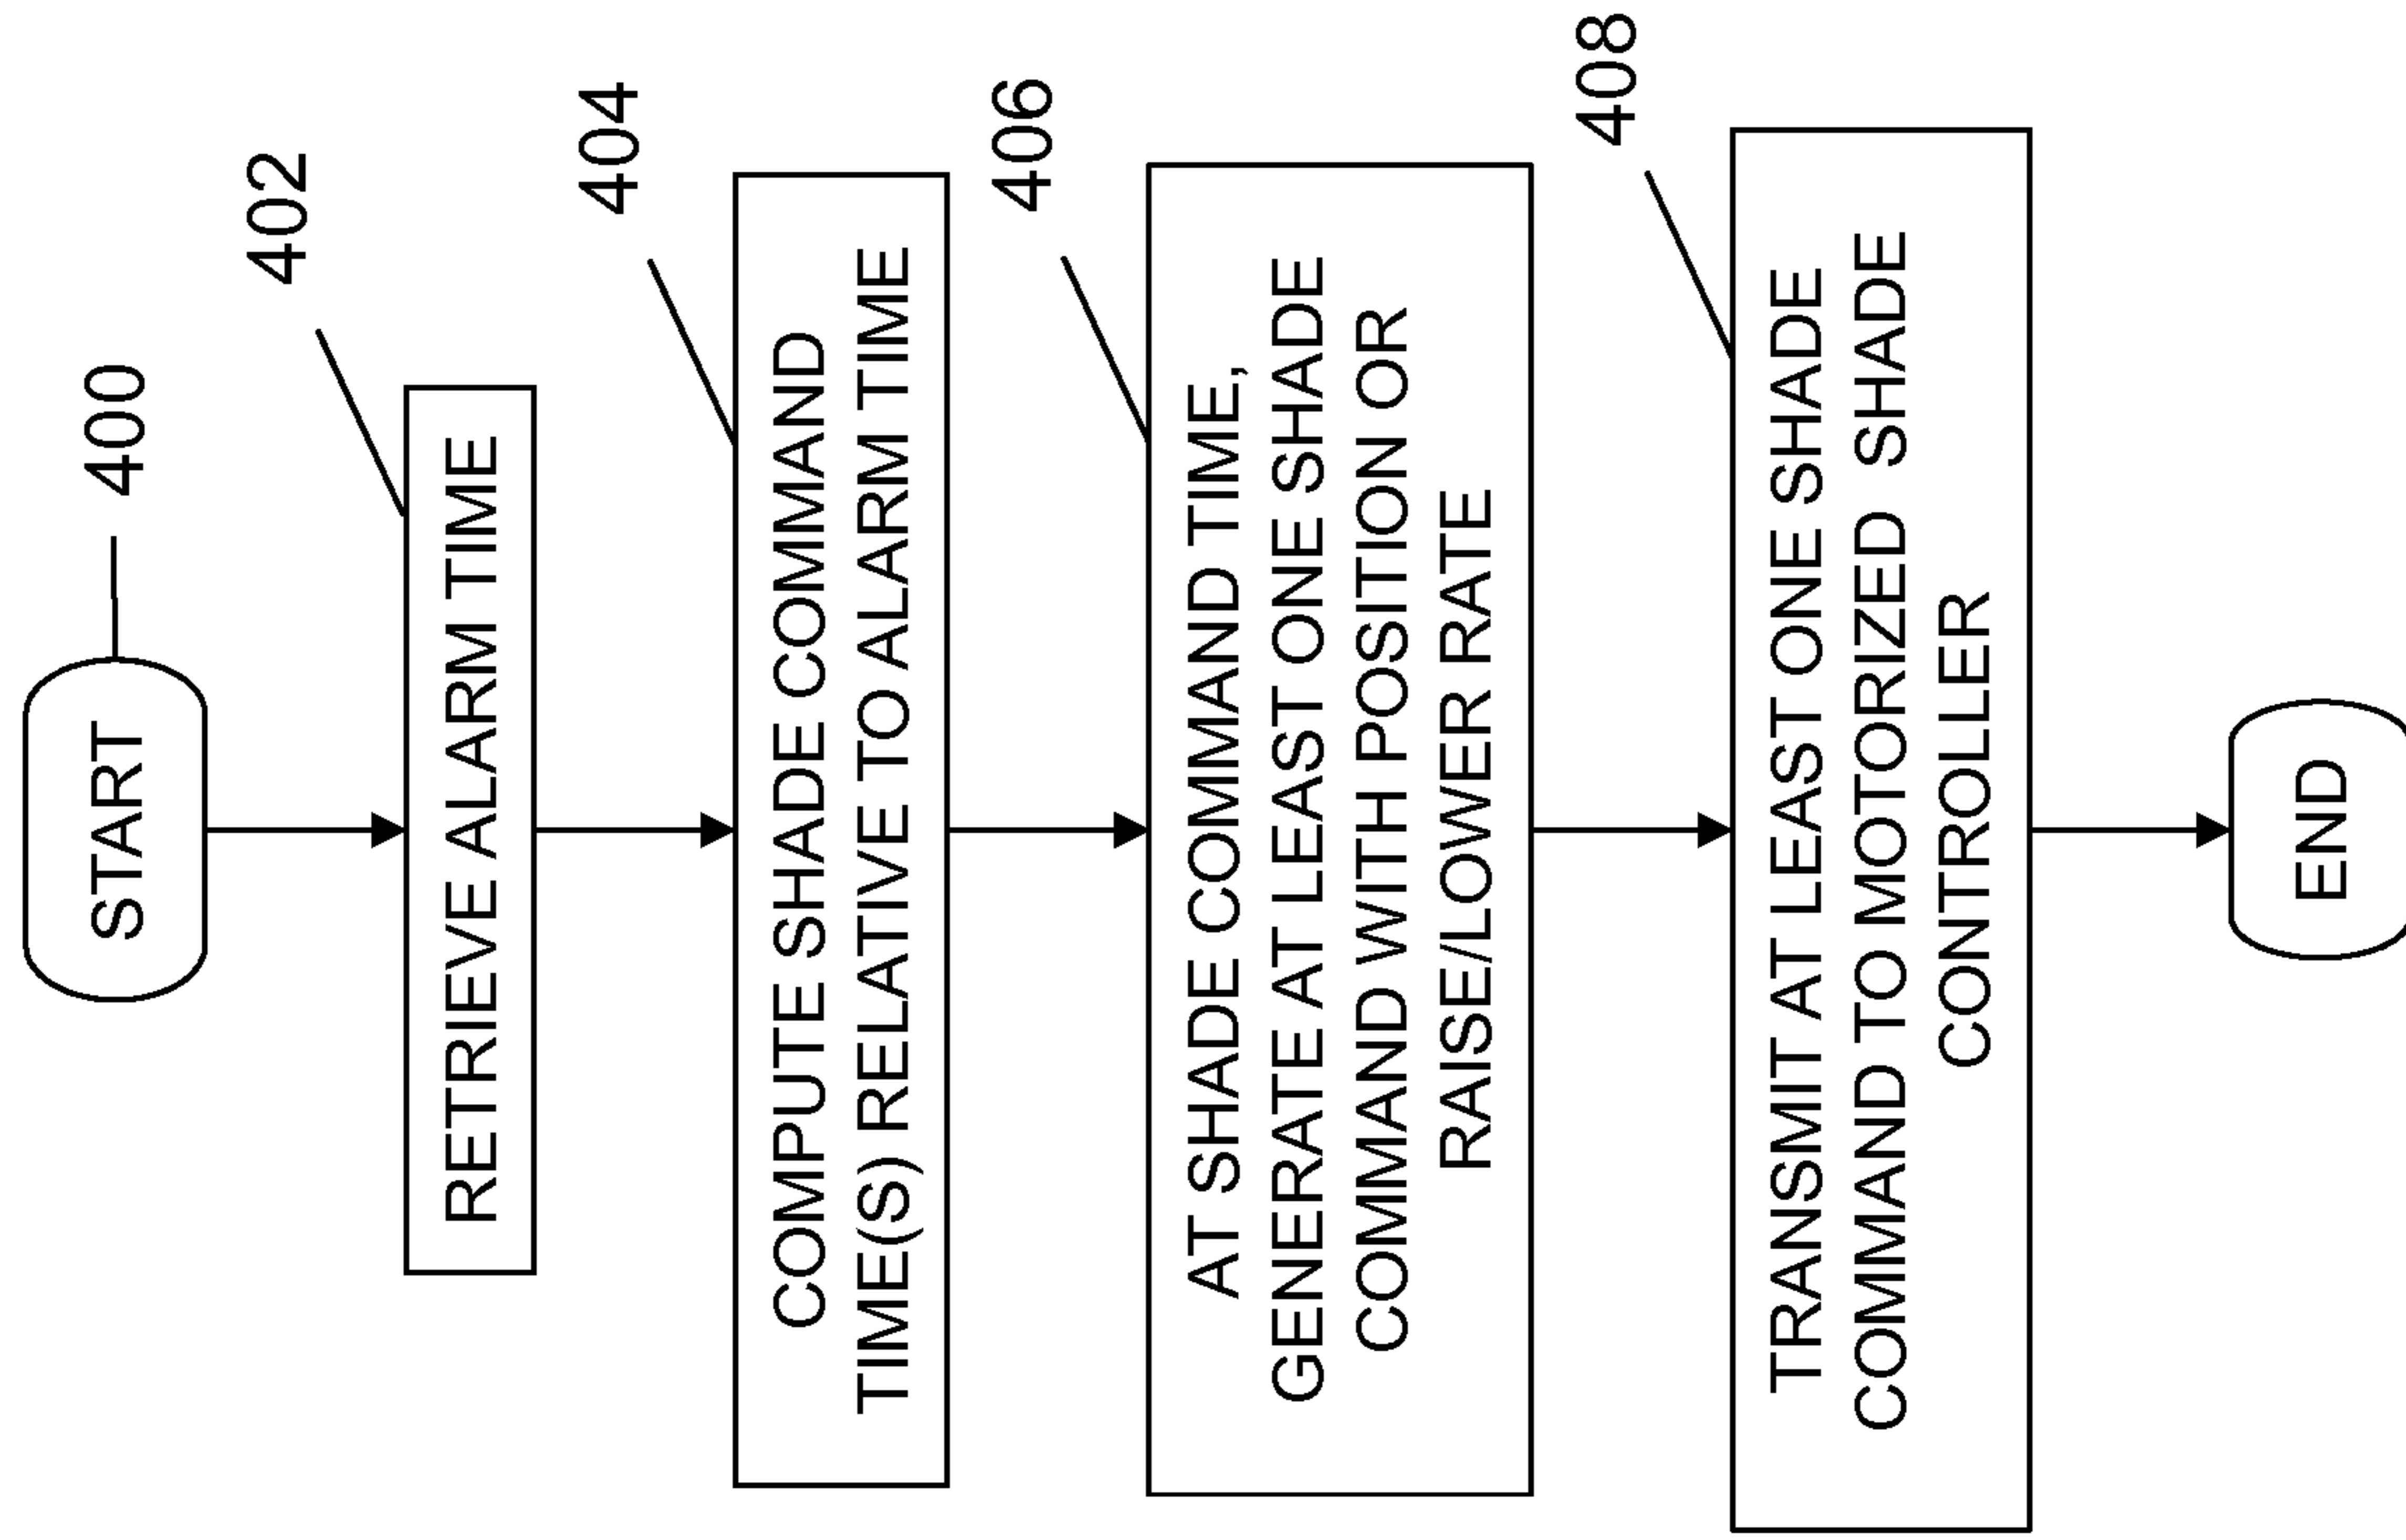 START
400
402
RETRIEVE ALARM TIME
404
COMPUTE SHADE COMMAND
TIME(S) RELATIVE TO ALARM TIME
406
AT SHADE COMMAND TIME,
GENERATE AT LEAST ONE SHADE
COMMAND WITH POSITION OR
RAISE/LOWER RATE
408
TRANSMIT AT LEAST ONE SHADE
COMMAND TO MOTORIZED SHADE
CONTROLLER
END